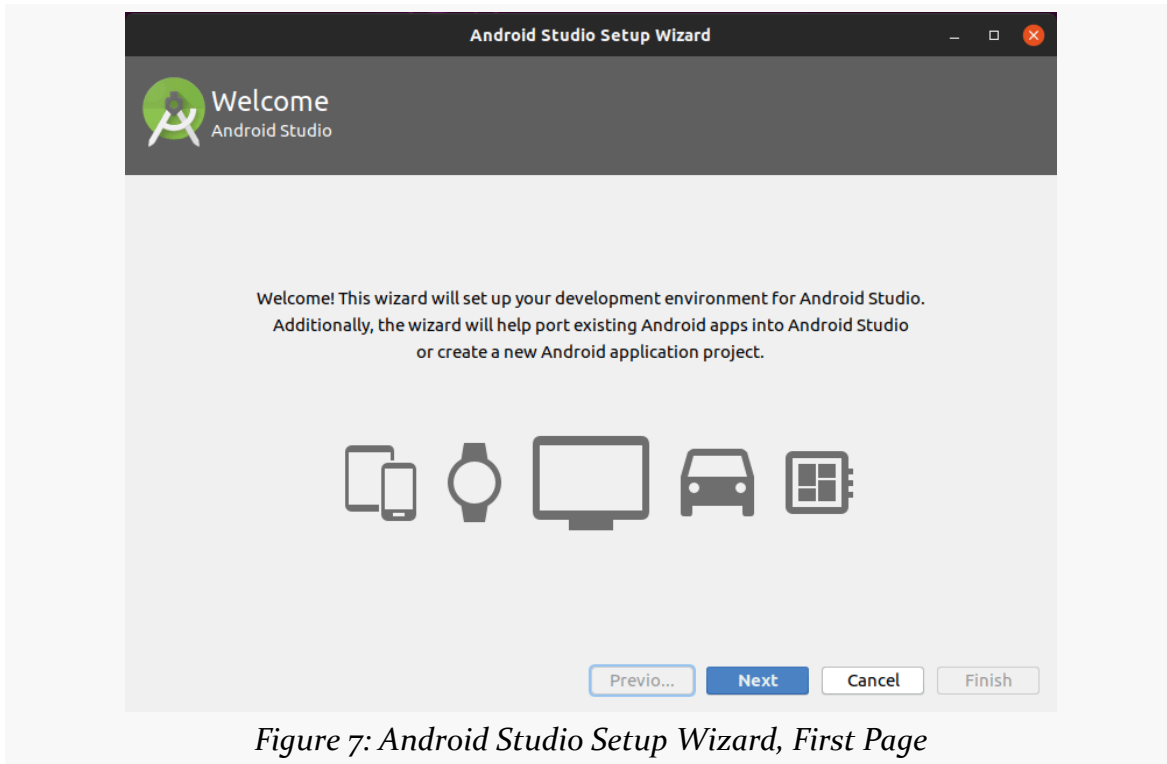 Android Studio Setup Wizard
Welcome
Android Studio
Welcome! This wizard will set up your development environment for Android Studio.
Additionally, the wizard will help port existing Android apps into Android Studio
or create a new Android application project.
Previo... Next Cancel Finish
Figure 7: Android Studio Setup Wizard, First Page